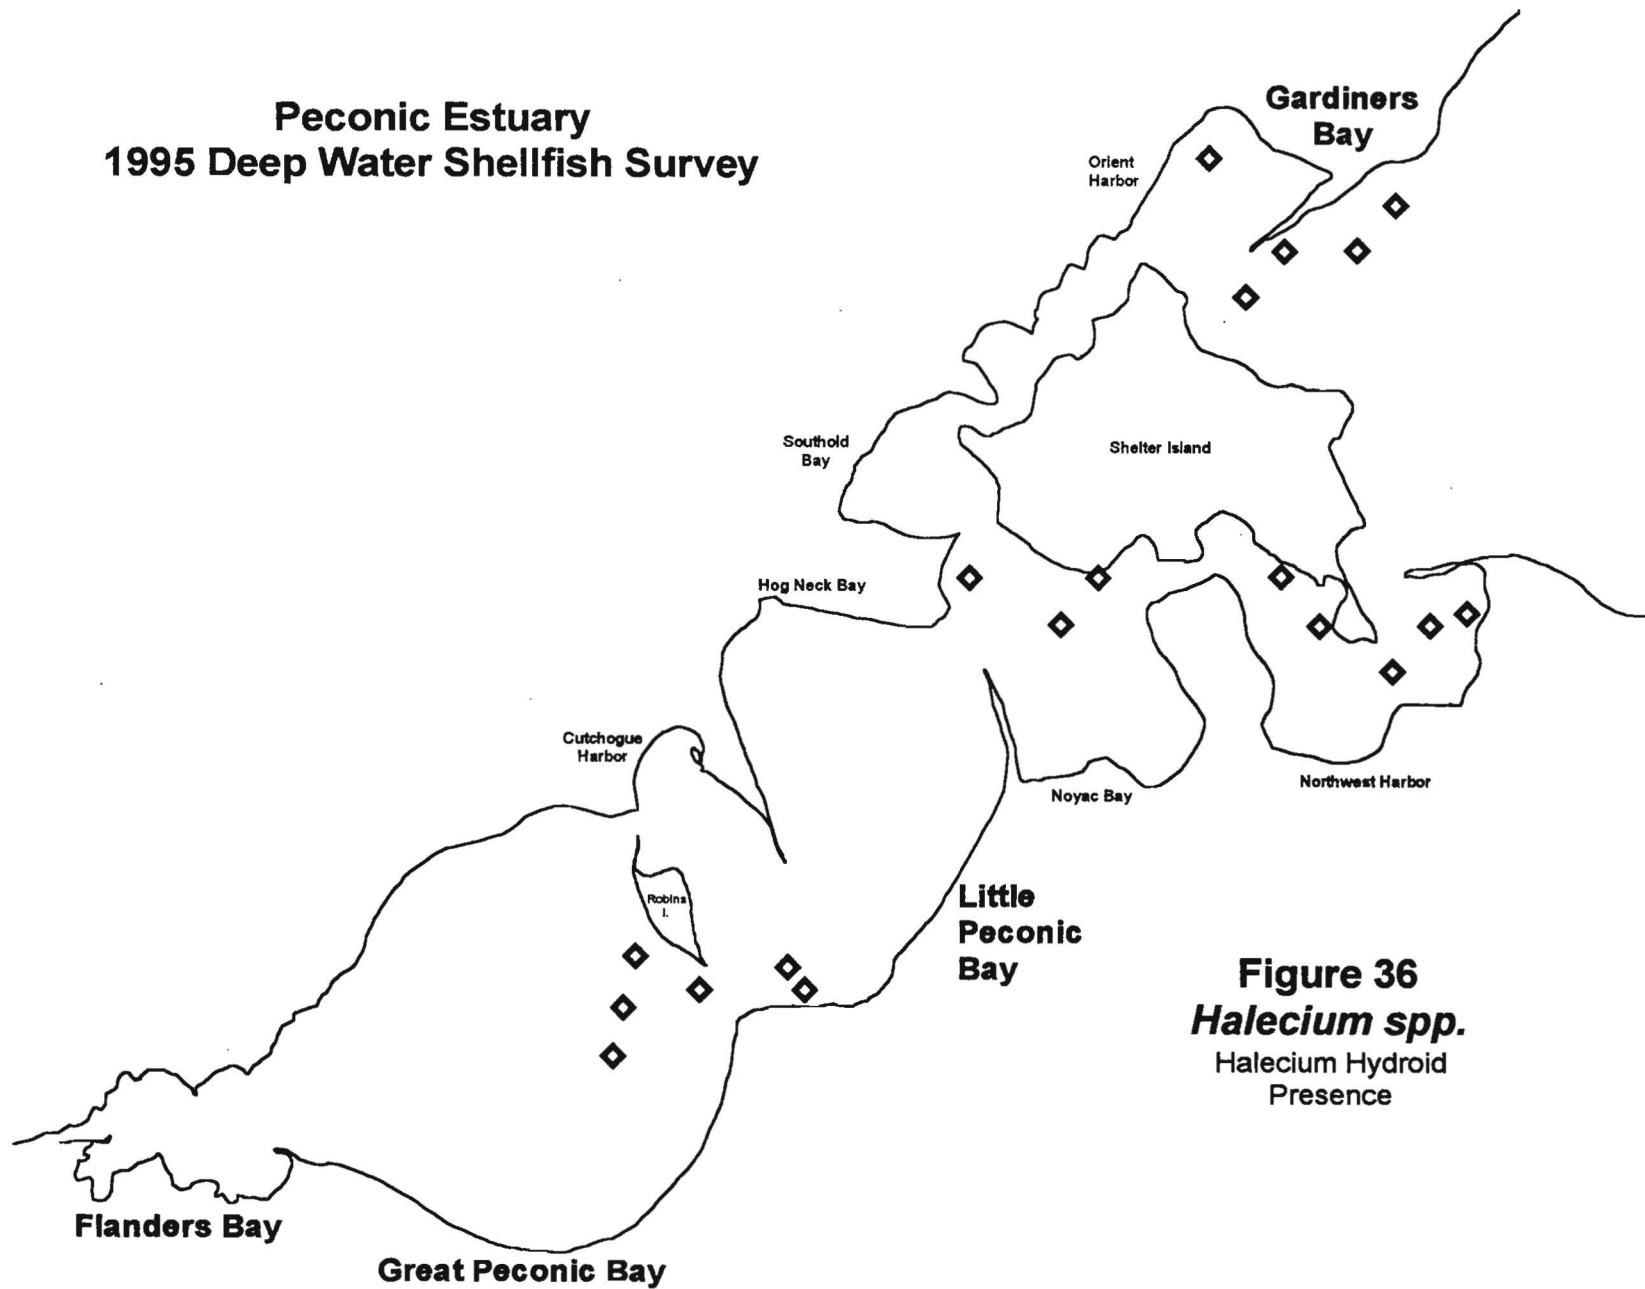 Peconic Estuary
1995 Deep Water Shellfish Survey
Gardiners
Bay
Orient
Harbor
Southold
Bay
Shelter Island
Hog Neck Bay
Cutchogue
Harbor
Noyac Bay
Northwest Harbor
Robins
I.
Little
Peconic
Bay
Figure 36
Halecium spp.
Halecium Hydroid
Presence
Flanders Bay
Great Peconic Bay